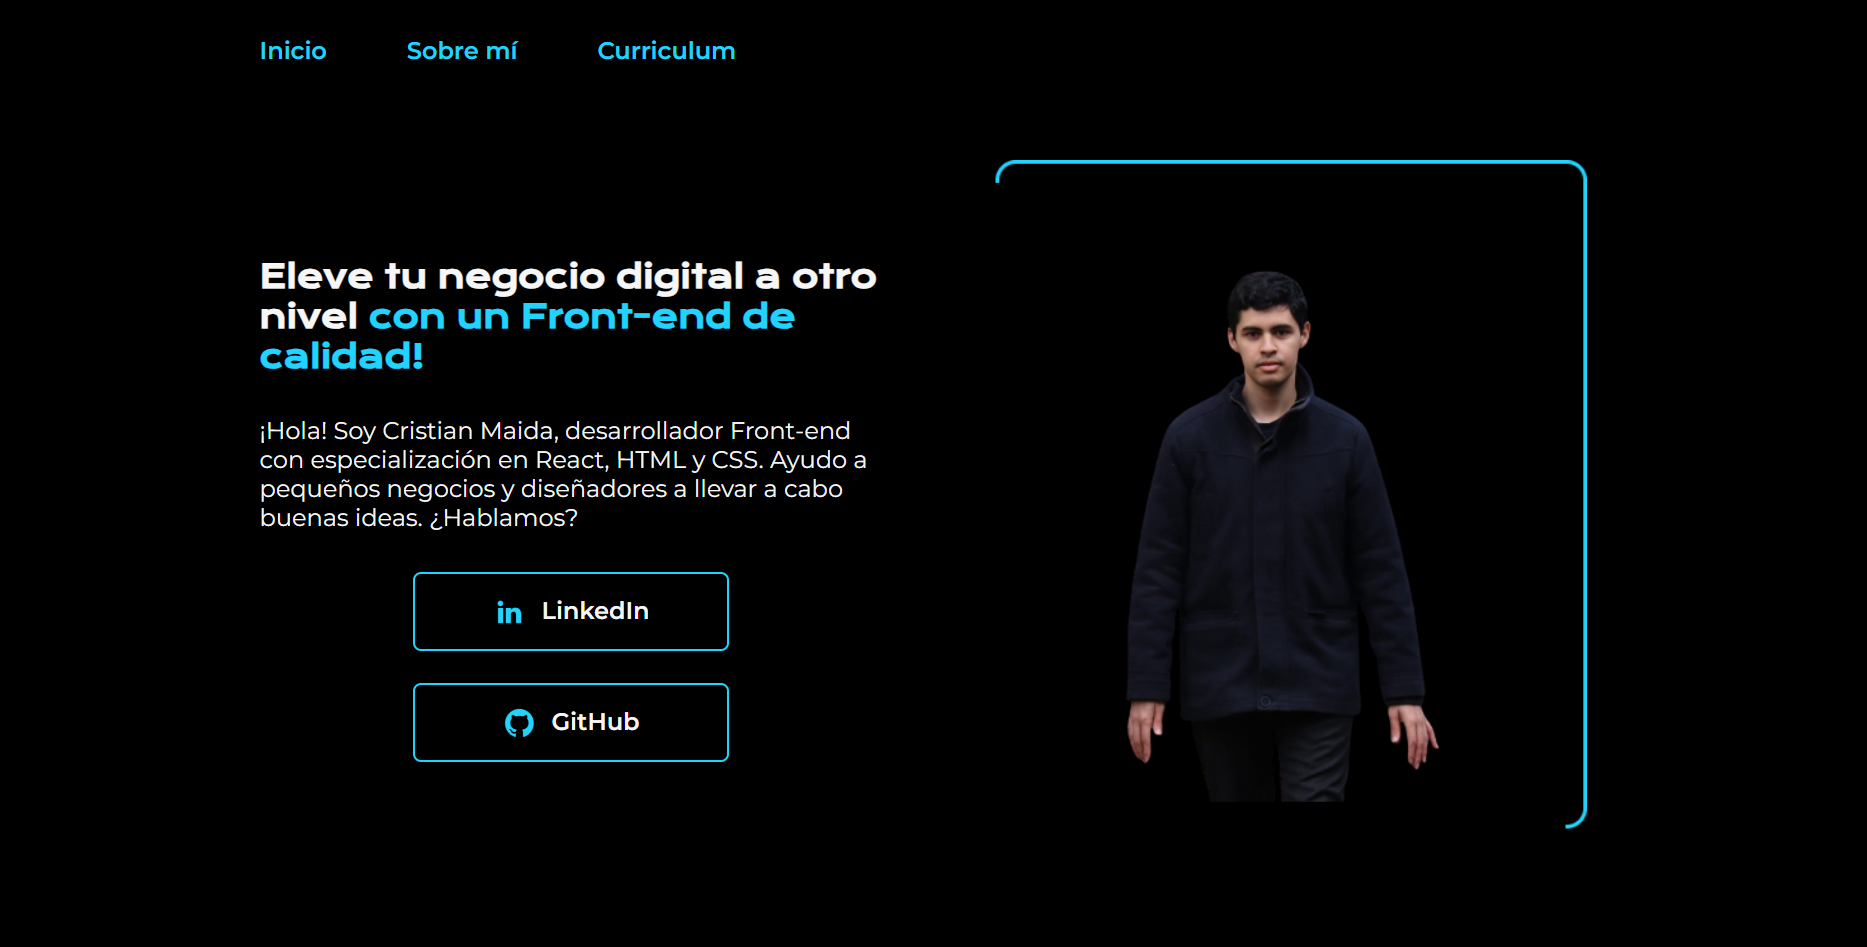 Inicio Sobre mí Curriculum
Eleve tu negocio digital a otro
nivel con un Front-end de
calidad!
¡Hola! Soy Cristian Maida, desarrollador Front-end
con especialización en React, HTML y CSS. Ayudo a
pequeños negocios y diseñadores a llevar a cabo
buenas ideas. ¿Hablamos?
in LinkedIn
GitHub